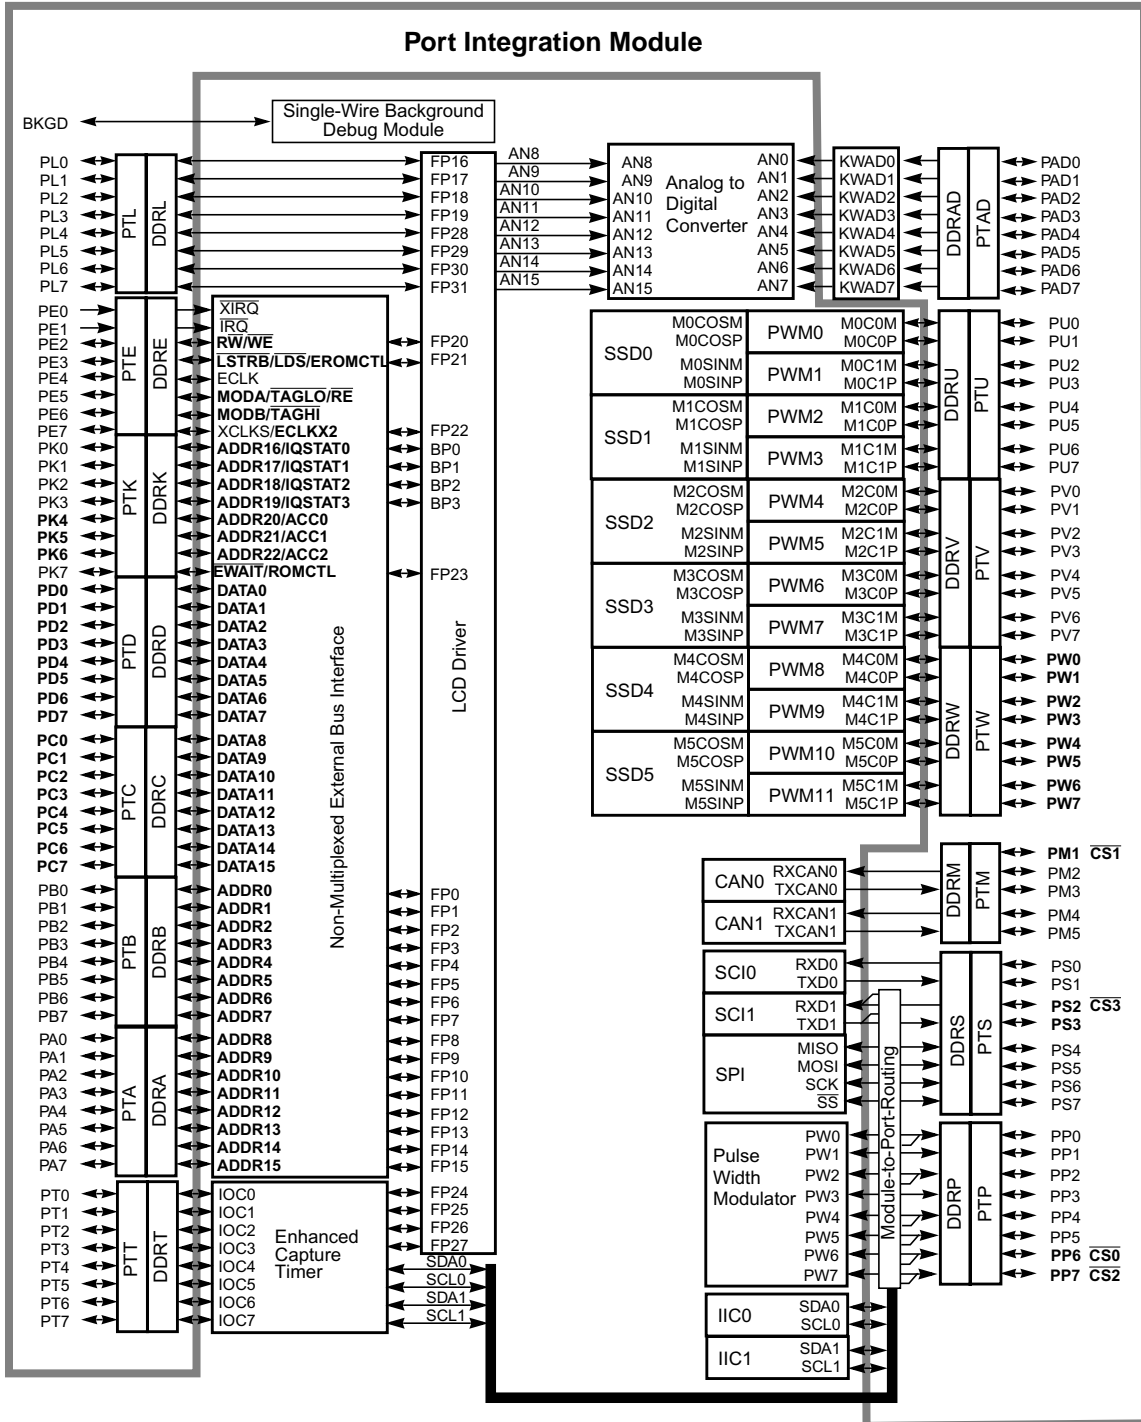 Port Integration Module
BKGD
Single-Wire Background
Debug Module
PL0
PL1
PL2
PL3
PL4
PL5
PL6
PL7
PTL
DDRL
FP16
FP17
FP18
FP19
FP28
FP29
FP30
FP31
AN8
AN9
AN10
AN11
AN12
AN13
AN14
AN15
AN8
AN9
AN10
AN11
AN12
AN13
AN14
AN15
Analog to
Digital
Converter
AN0
AN1
AN2
AN3
AN4
AN5
AN6
AN7
KWAD0
KWAD1
KWAD2
KWAD3
KWAD4
KWAD5
KWAD6
KWAD7
DDRAD
PTAD
PAD0
PAD1
PAD2
PAD3
PAD4
PAD5
PAD6
PAD7
PE0
PE1
PE2
PE3
PE4
PE5
PE6
PE7
PTE
DDRE
XIRQ
IRQ
RW/WE
LSTRB/LDS/EROMCTL
ECLK
MODA/TAGLO/RE
MODB/TAGHI
XCLKS/ECLKX2
FP20
FP21
FP22
PK0
PK1
PK2
PK3
PK4
PK5
PK6
PK7
PTK
DDRK
ADDR16/IQSTAT0
ADDR17/IQSTAT1
ADDR18/IQSTAT2
ADDR19/IQSTAT3
ADDR20/ACC0
ADDR21/ACC1
ADDR22/ACC2
EWAIT/ROMCTL
BP0
BP1
BP2
BP3
FP23
PD0
PD1
PD2
PD3
PD4
PD5
PD6
PD7
PTD
DDRD
DATA0
DATA1
DATA2
DATA3
DATA4
DATA5
DATA6
DATA7
PC0
PC1
PC2
PC3
PC4
PC5
PC6
PC7
PTC
DDRC
DATA8
DATA9
DATA10
DATA11
DATA12
DATA13
DATA14
DATA15
Non-Multiplexed External Bus Interface
LCD Driver
PB0
PB1
PB2
PB3
PB4
PB5
PB6
PB7
PTB
DDRB
ADDR0
ADDR1
ADDR2
ADDR3
ADDR4
ADDR5
ADDR6
ADDR7
FP0
FP1
FP2
FP3
FP4
FP5
FP6
FP7
PA0
PA1
PA2
PA3
PA4
PA5
PA6
PA7
PTA
DDRA
ADDR8
ADDR9
ADDR10
ADDR11
ADDR12
ADDR13
ADDR14
ADDR15
FP8
FP9
FP10
FP11
FP12
FP13
FP14
FP15
PT0
PT1
PT2
PT3
PT4
PT5
PT6
PT7
PTT
DDRT
IOC0
IOC1
IOC2
IOC3
IOC4
IOC5
IOC6
IOC7
Enhanced
Capture
Timer
FP24
FP25
FP26
FP27
SDA0
SCL0
SDA1
SCL1
SSD0
M0COSM
M0COSP
M0SINM
M0SINP
PWM0
PWM1
M0C0M
M0C0P
M0C1M
M0C1P
SSD1
M1COSM
M1COSP
M1SINM
M1SINP
PWM2
PWM3
M1C0M
M1C0P
M1C1M
M1C1P
DDRU
PTU
PU0
PU1
PU2
PU3
PU4
PU5
PU6
PU7
SSD2
M2COSM
M2COSP
M2SINM
M2SINP
PWM4
PWM5
M2C0M
M2C0P
M2C1M
M2C1P
SSD3
M3COSM
M3COSP
M3SINM
M3SINP
PWM6
PWM7
M3C0M
M3C0P
M3C1M
M3C1P
DDRV
PTV
PV0
PV1
PV2
PV3
PV4
PV5
PV6
PV7
SSD4
M4COSM
M4COSP
M4SINM
M4SINP
PWM8
PWM9
M4C0M
M4C0P
M4C1M
M4C1P
SSD5
M5COSM
M5COSP
M5SINM
M5SINP
PWM10
PWM11
M5C0M
M5C0P
M5C1M
M5C1P
DDRW
PTW
PW0
PW1
PW2
PW3
PW4
PW5
PW6
PW7
CAN0
RXCAN0
TXCAN0
CAN1
RXCAN1
TXCAN1
DDRM
PTM
PM1 CS1
PM2
PM3
PM4
PM5
SCI0
RXD0
TXD0
SCI1
RXD1
TXD1
SPI
MISO
MOSI
SCK
SS
Module-to-Port-Routing
DDRS
PTS
PS0
PS1
PS2 CS3
PS3
PS4
PS5
PS6
PS7
Pulse
Width
Modulator
PW0
PW1
PW2
PW3
PW4
PW5
PW6
PW7
DDRP
PTP
PP0
PP1
PP2
PP3
PP4
PP5
PP6 CS0
PP7 CS2
IIC0
SDA0
SCL0
IIC1
SDA1
SCL1